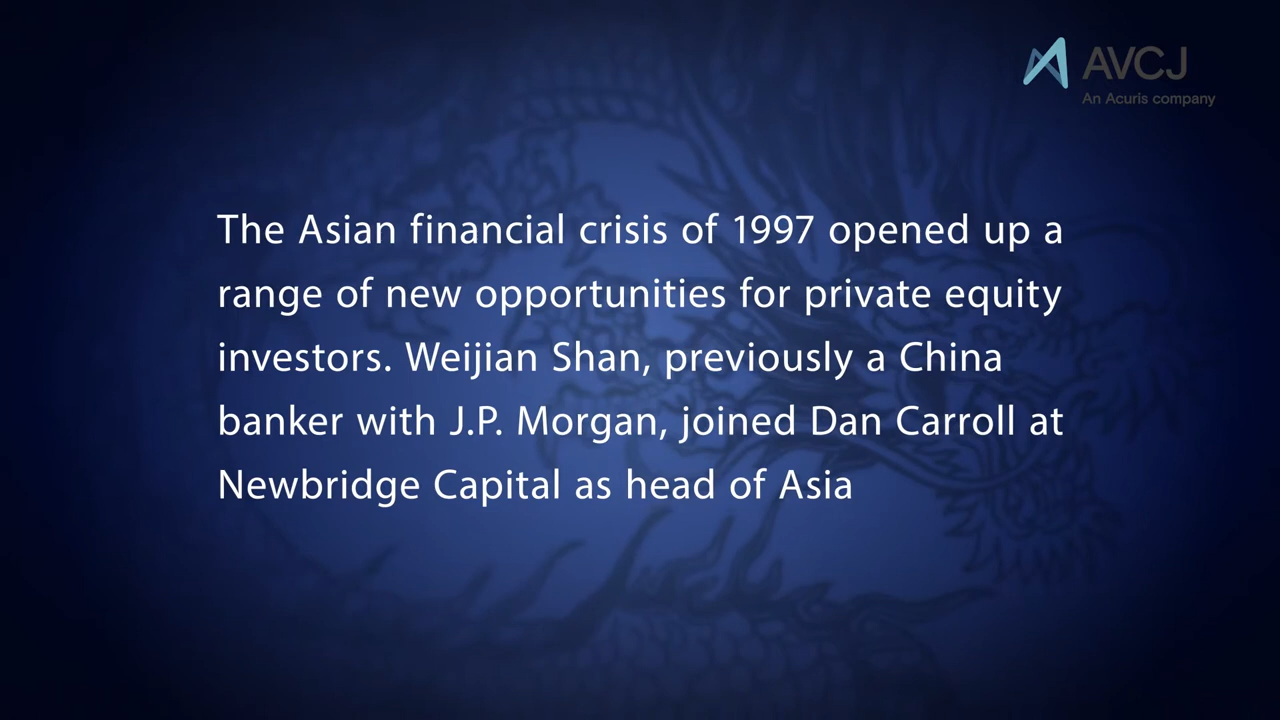 AVCJ
An Acuris company
The Asian financial crisis of 1997 opened up a
range of new opportunities for private equity
investors. Weijian Shan, previously a China
banker with J.P. Morgan, joined Dan Carroll at
Newbridge Capital as head of Asia